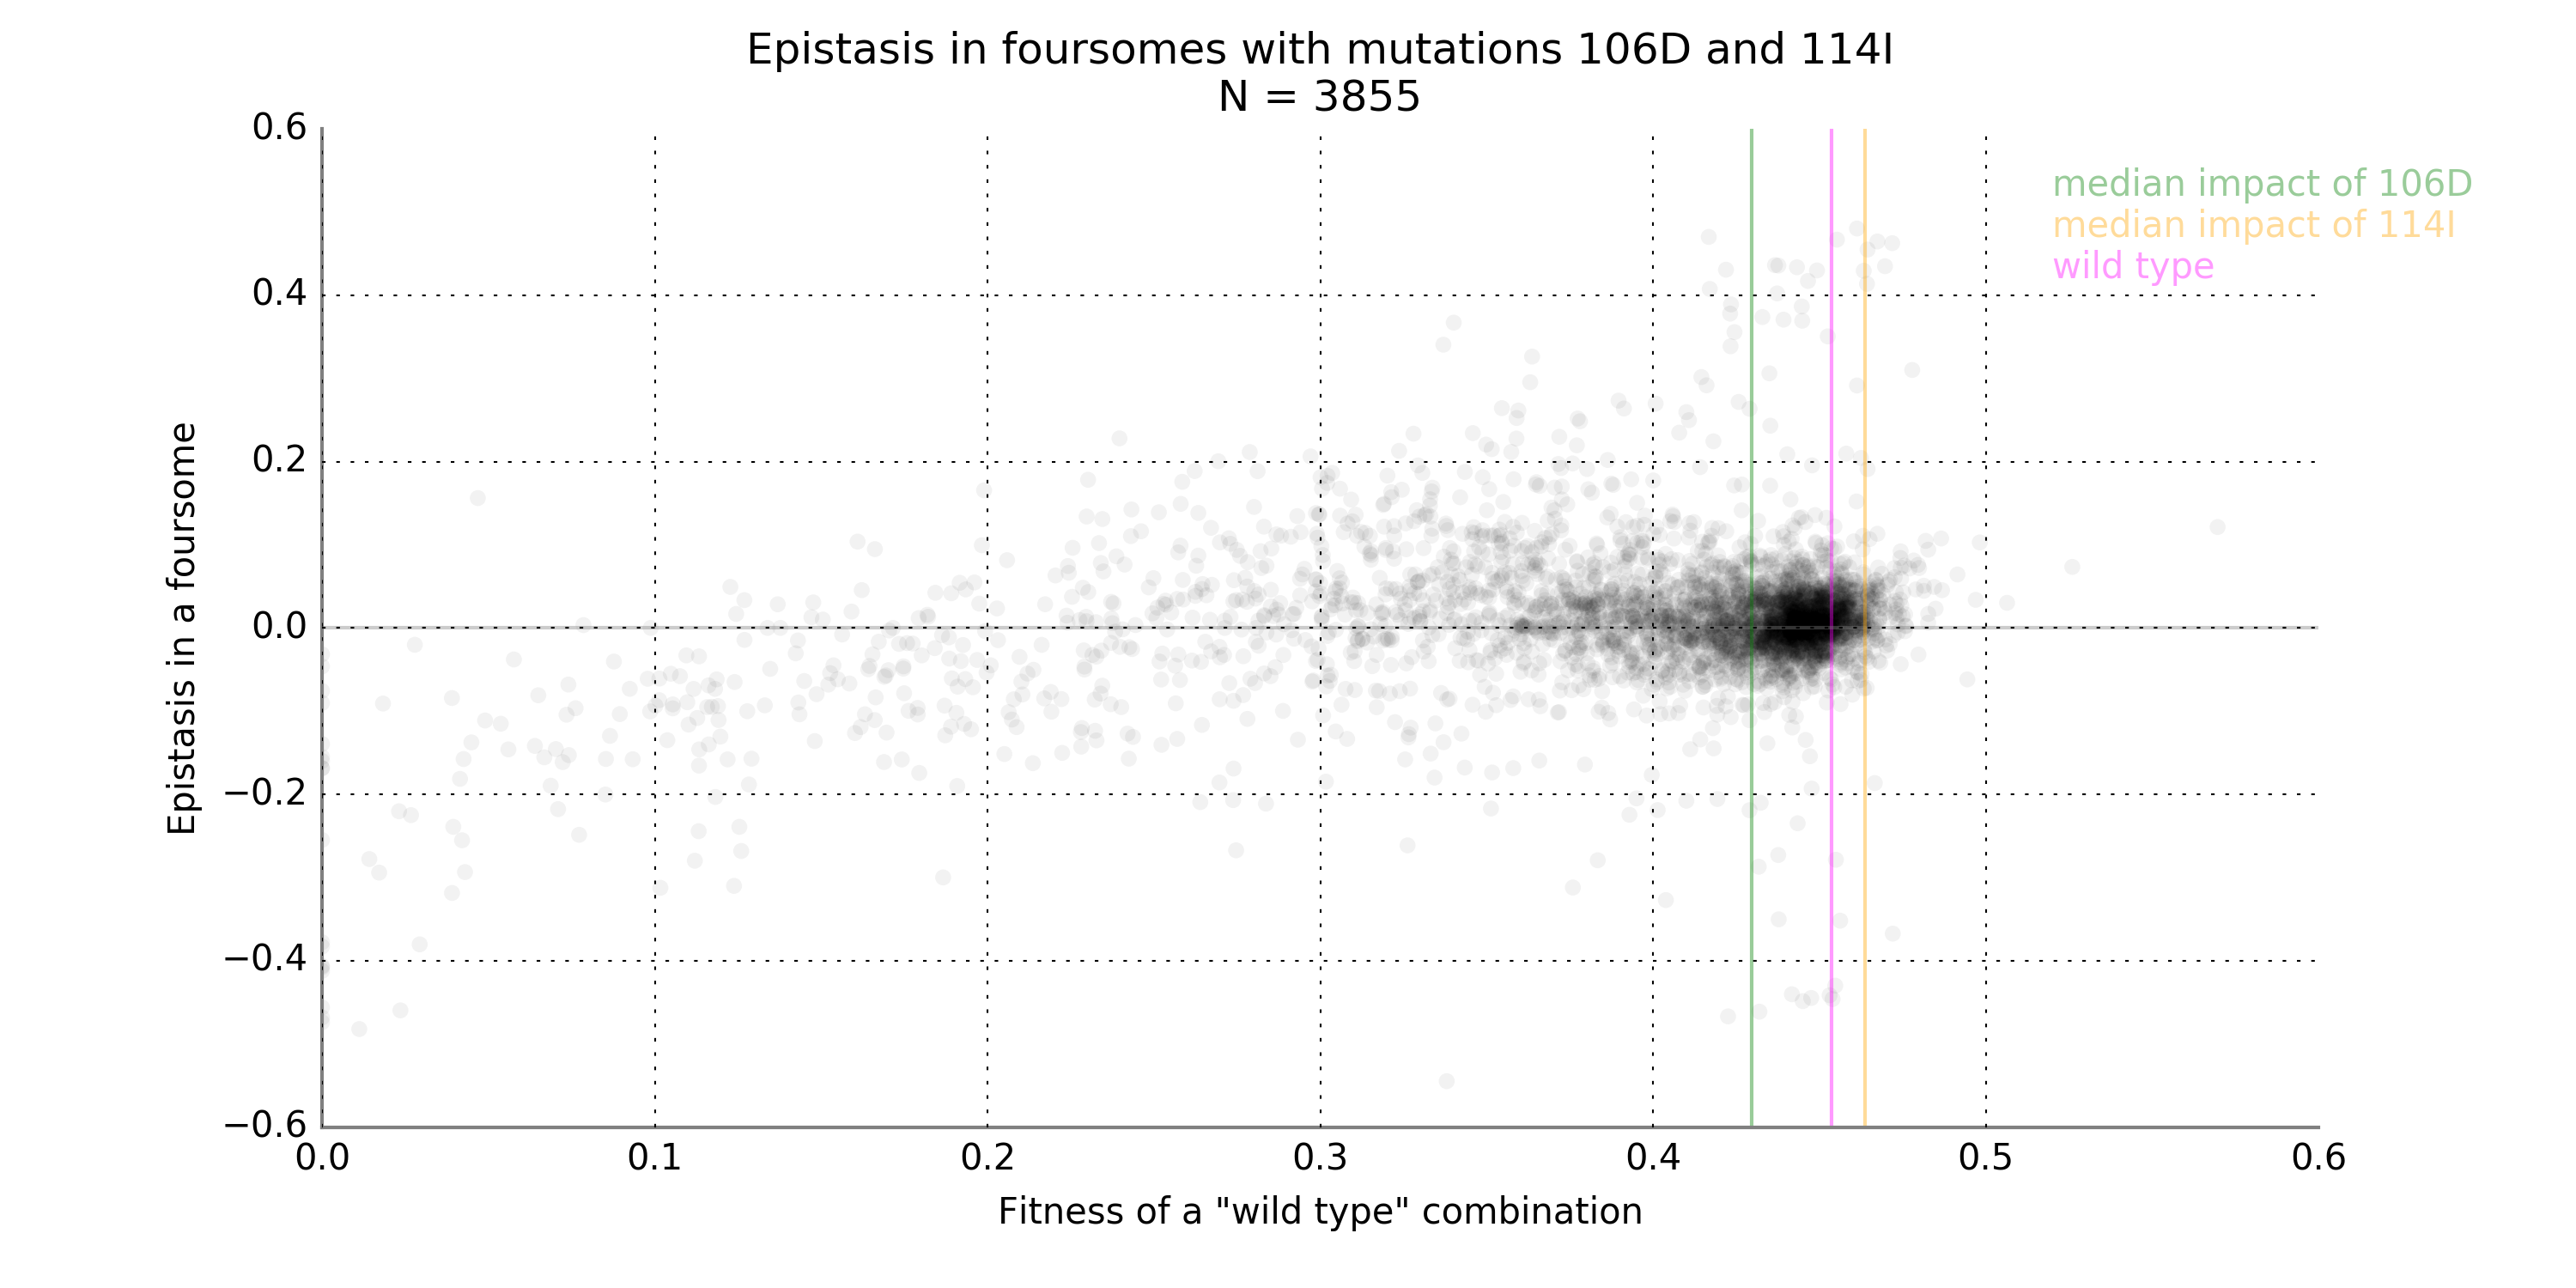 Epistasis in foursomes with mutations 106D and 114I
N = 3855
0.6
0.4
0.2
0.0
−0.2
−0.4
−0.6
Epistasis in a foursome
median impact of 106D
median impact of 114I
wild type
0.0 0.1 0.2 0.3 0.4 0.5 0.6
Fitness of a "wild type" combination